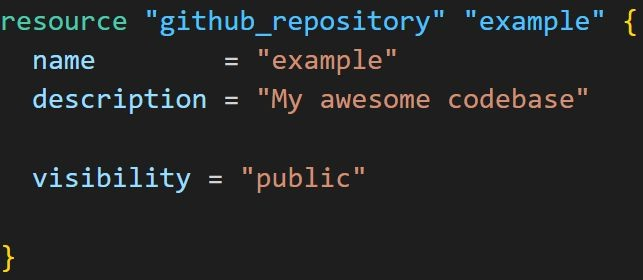 resource "github_repository" "example" {
  name        = "example"
  description = "My awesome codebase"
  visibility = "public"
}